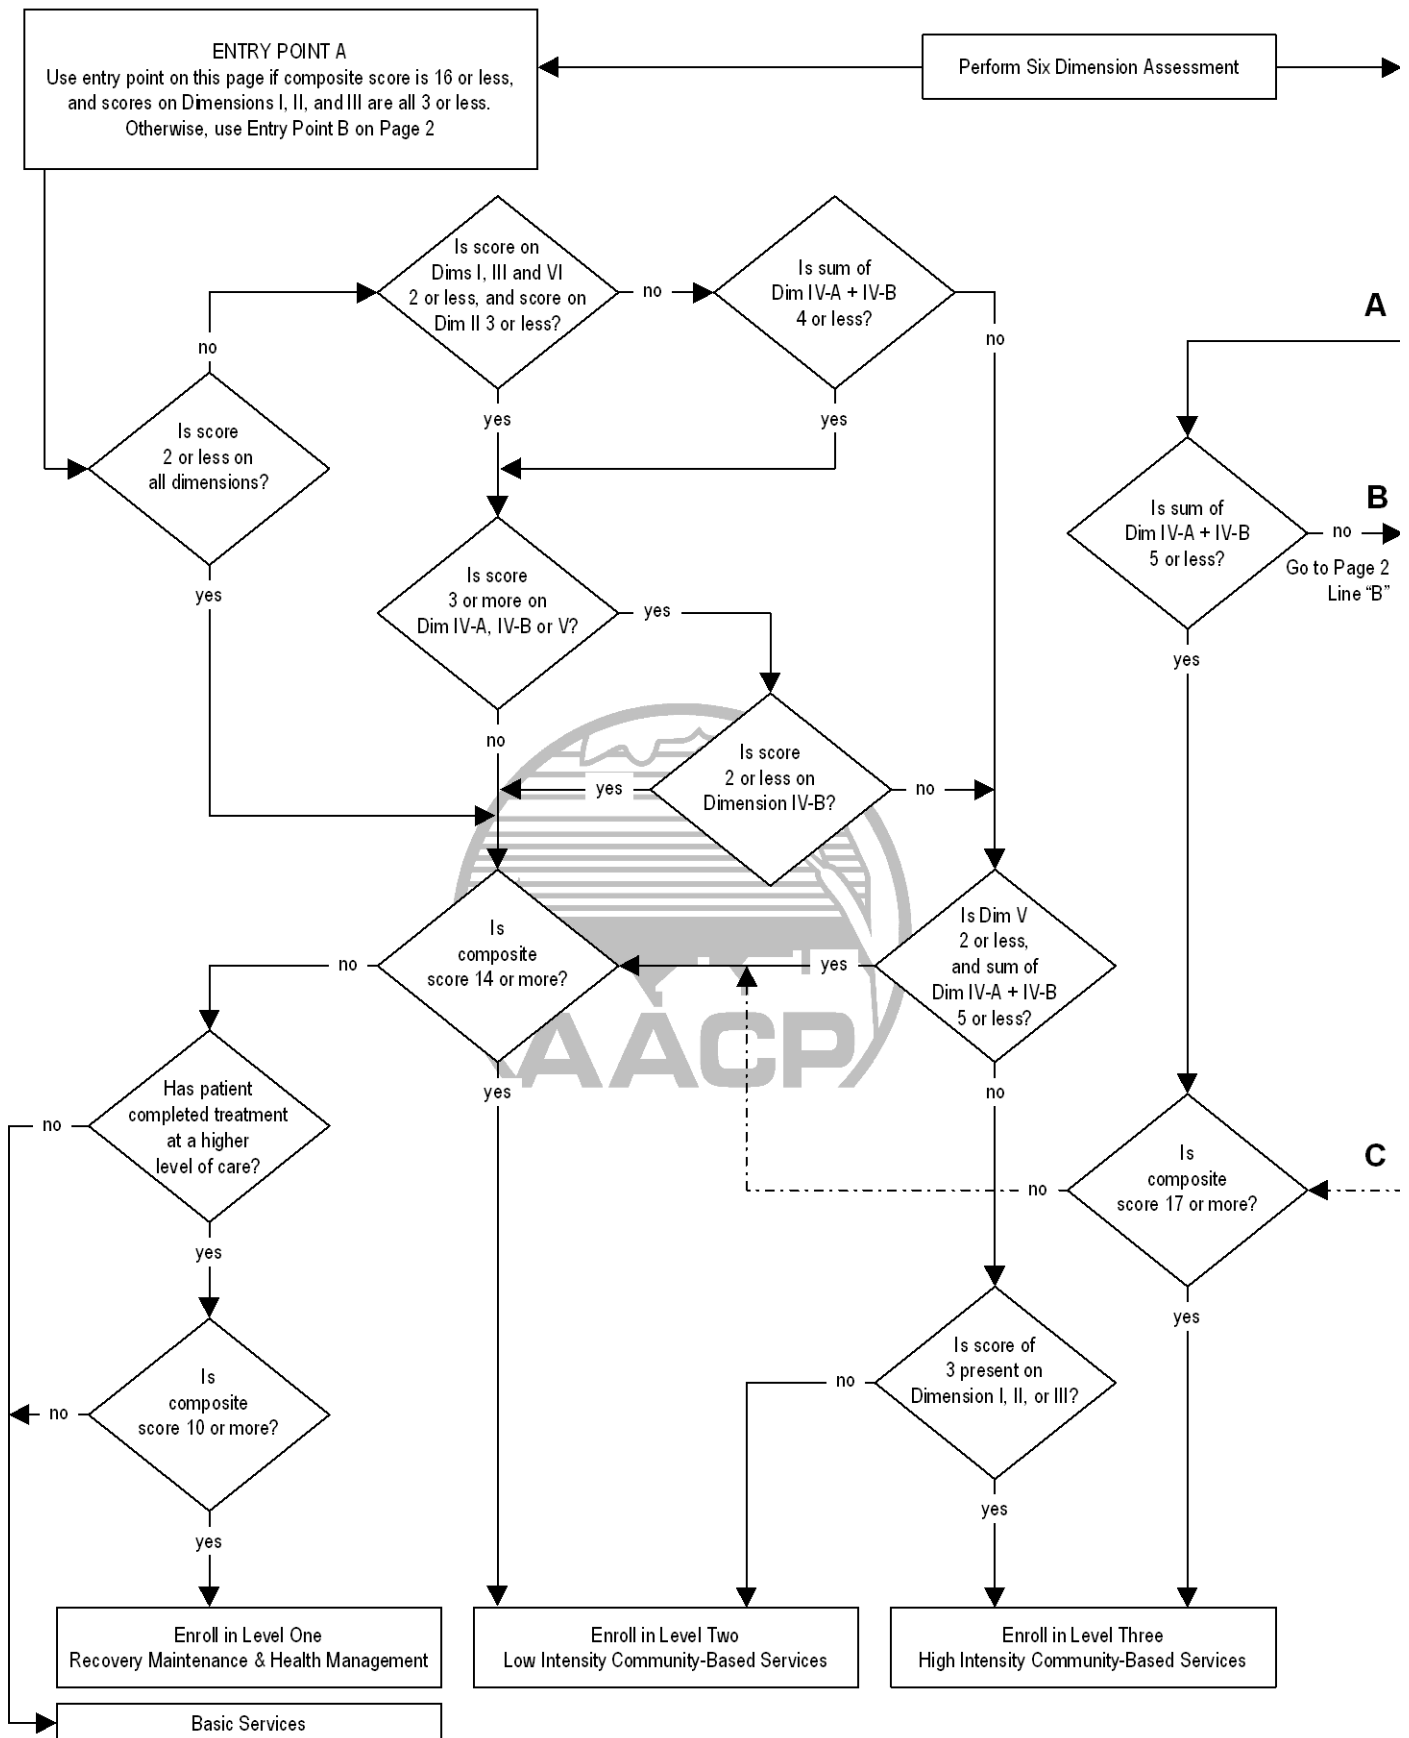 ENTRY POINT A
Use entry point on this page if composite score is 16 or less,
and scores on Dimensions I, II, and III are all 3 or less.
Otherwise, use Entry Point B on Page 2
Perform Six Dimension Assessment
Is score on
Dims I, III and VI
2 or less, and score on
Dim II 3 or less?
no
Is sum of
Dim IV-A + IV-B
4 or less?
no
A
no
yes
yes
Is score
2 or less on
all dimensions?
yes
Is score
3 or more on
Dim IV-A, IV-B or V?
yes
no
Is sum of
Dim IV-A + IV-B
5 or less?
B
no
Go to Page 2
Line “B”
yes
Is score
2 or less on
Dimension IV-B?
yes
no
Is
composite
score 14 or more?
no
yes
Is Dim V
2 or less,
and sum of
Dim IV-A + IV-B
5 or less?
yes
no
AACP
Has patient
completed treatment
at a higher
level of care?
no
yes
Is
composite
score 17 or more?
no
C
yes
Is
composite
score 10 or more?
no
yes
Is score of
3 present on
Dimension I, II, or III?
no
yes
Enroll in Level One
Recovery Maintenance & Health Management
Enroll in Level Two
Low Intensity Community-Based Services
Enroll in Level Three
High Intensity Community-Based Services
Basic Services